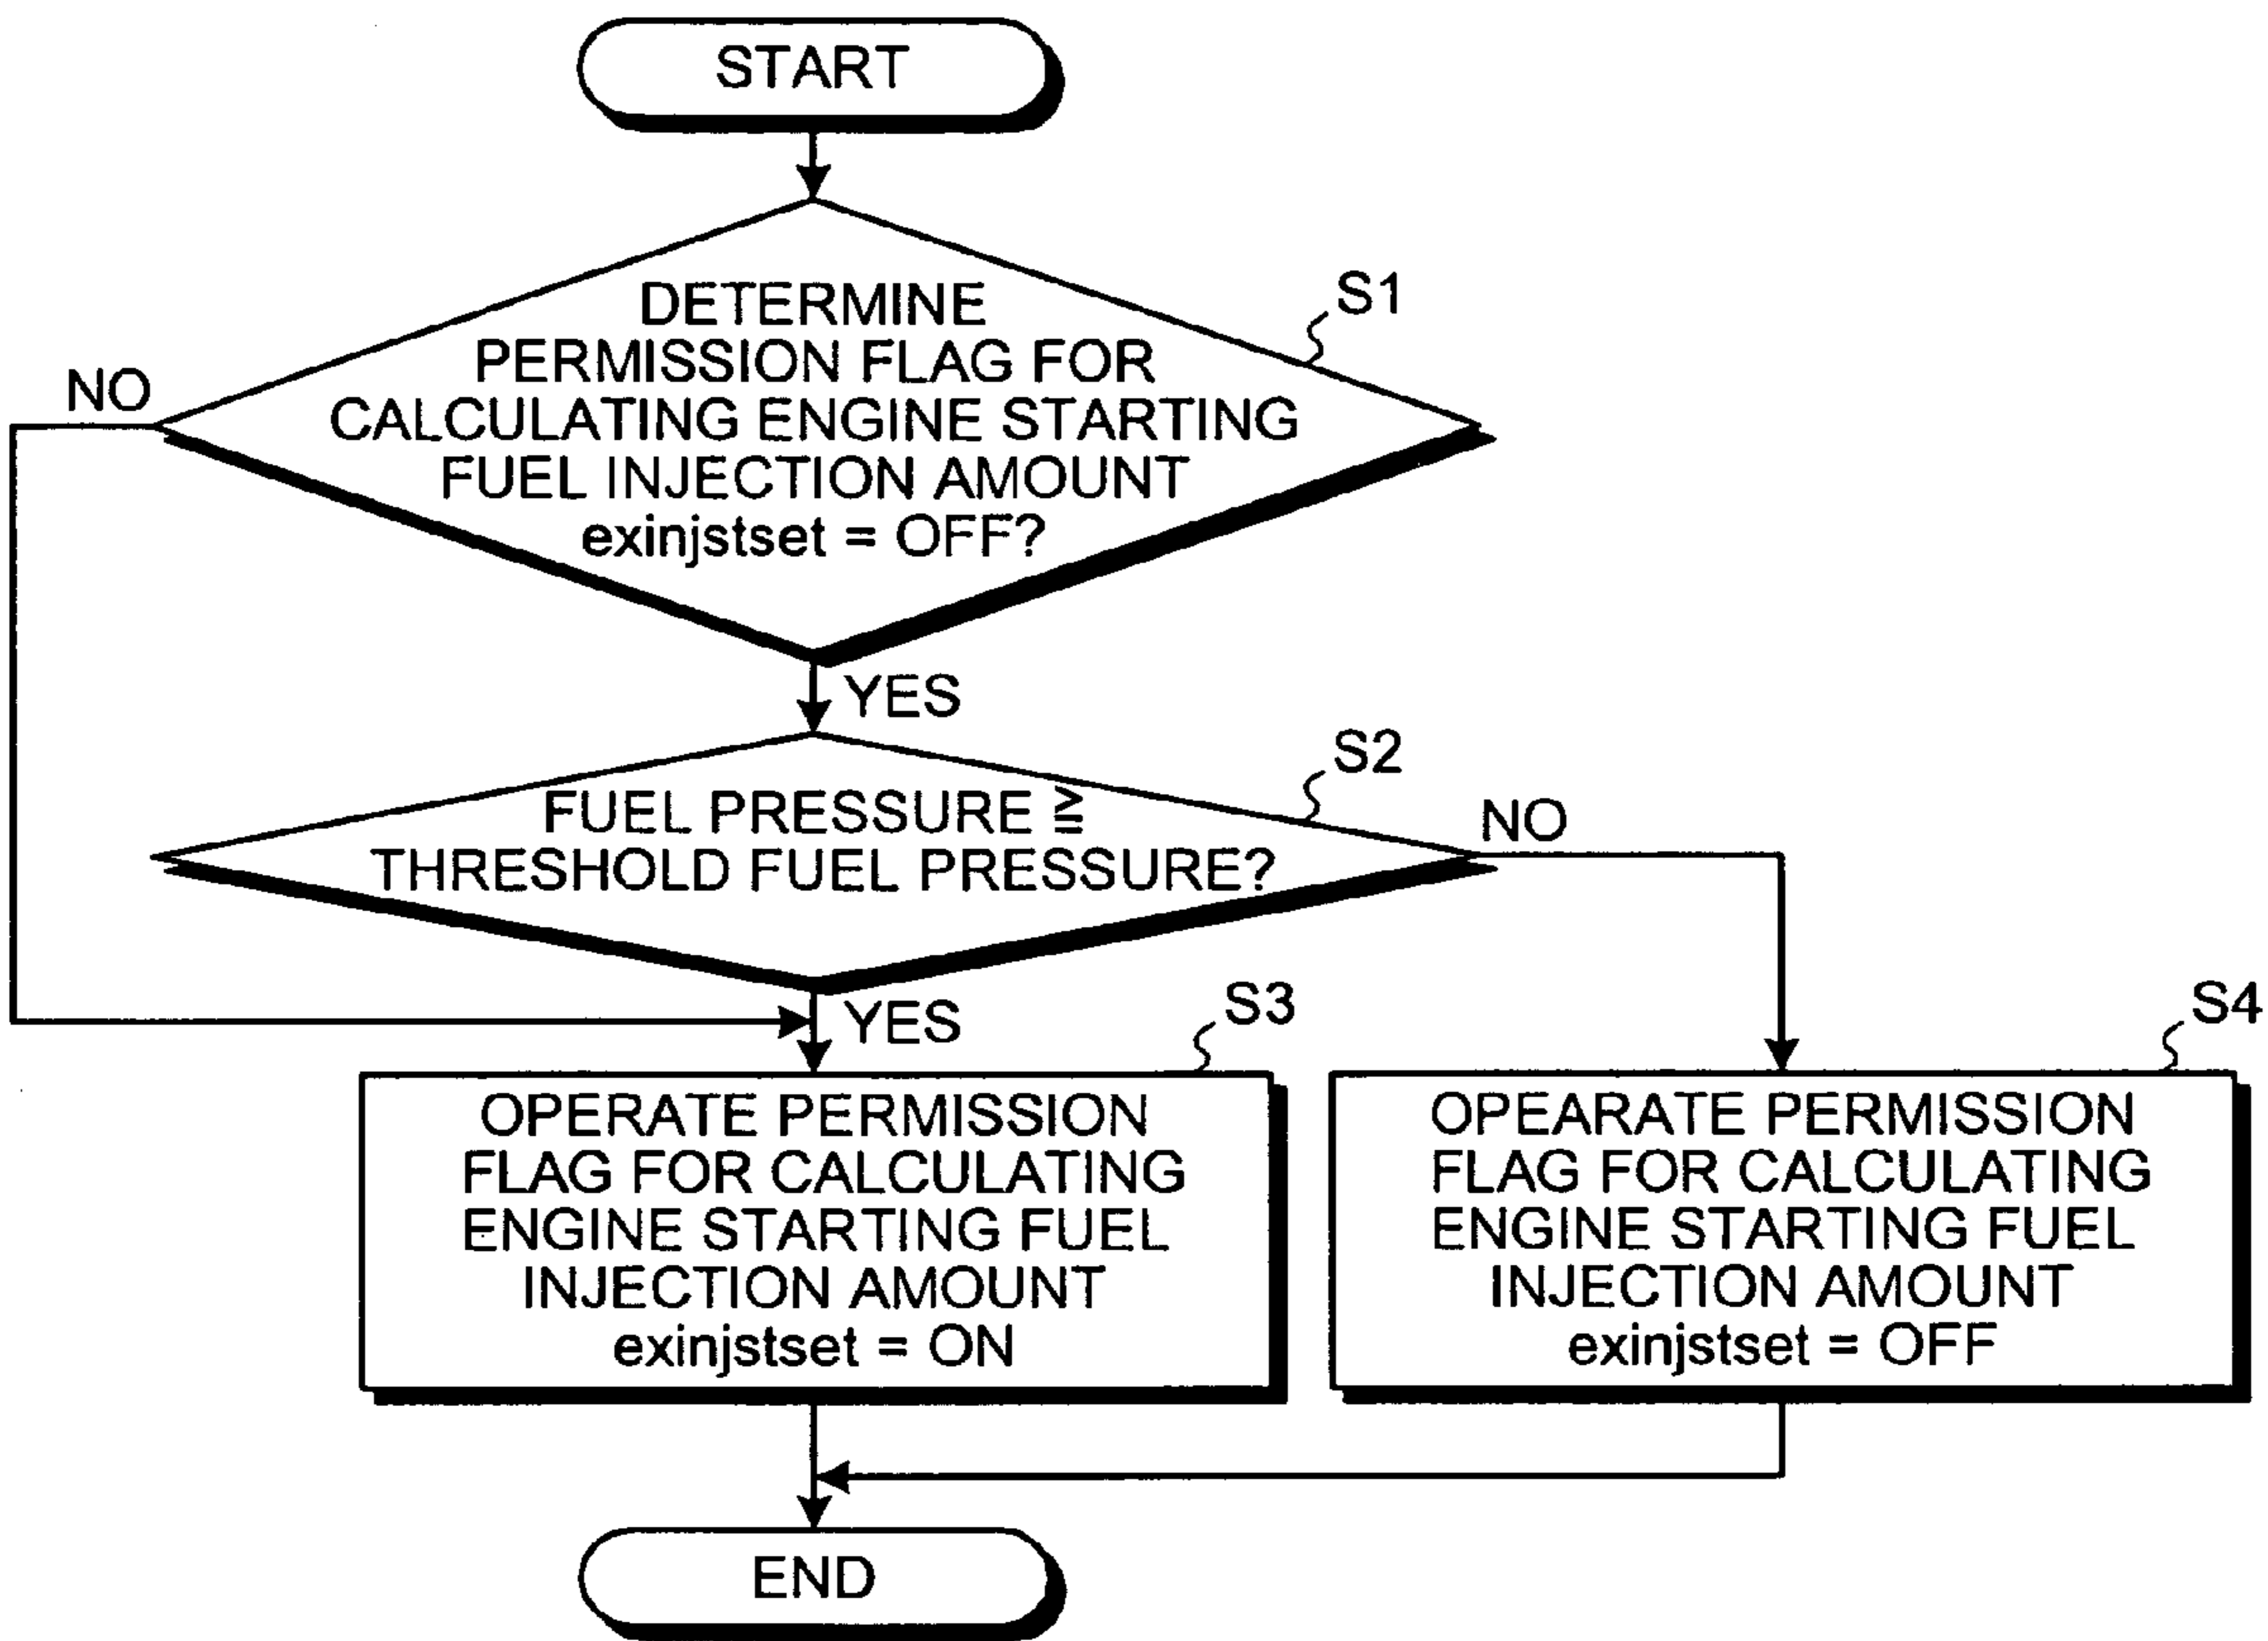 START
DETERMINE
PERMISSION FLAG FOR
CALCULATING ENGINE STARTING
FUEL INJECTION AMOUNT
exinjstset = OFF?
S1
NO
YES
S2
FUEL PRESSURE ≧
THRESHOLD FUEL PRESSURE?
NO
YES
S3
OPERATE PERMISSION
FLAG FOR CALCULATING
ENGINE STARTING FUEL
INJECTION AMOUNT
exinjstset = ON
S4
OPEARATE PERMISSION
FLAG FOR CALCULATING
ENGINE STARTING FUEL
INJECTION AMOUNT
exinjstset = OFF
END